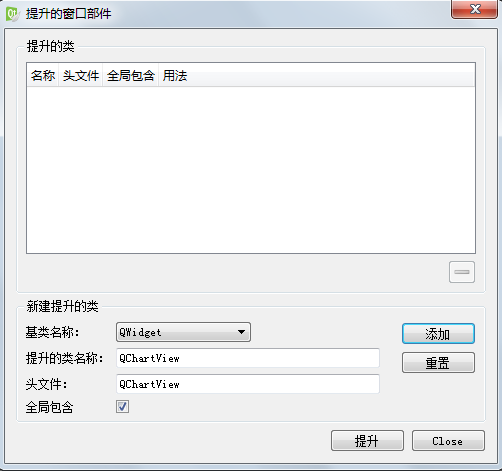 提升的窗口部件
提升的类
名称 头文件 全局包含 用法
新建提升的类
基类名称： QWidget 添加
提升的类名称： QChartView 重置
头文件： QChartView
全局包含
提升 Close